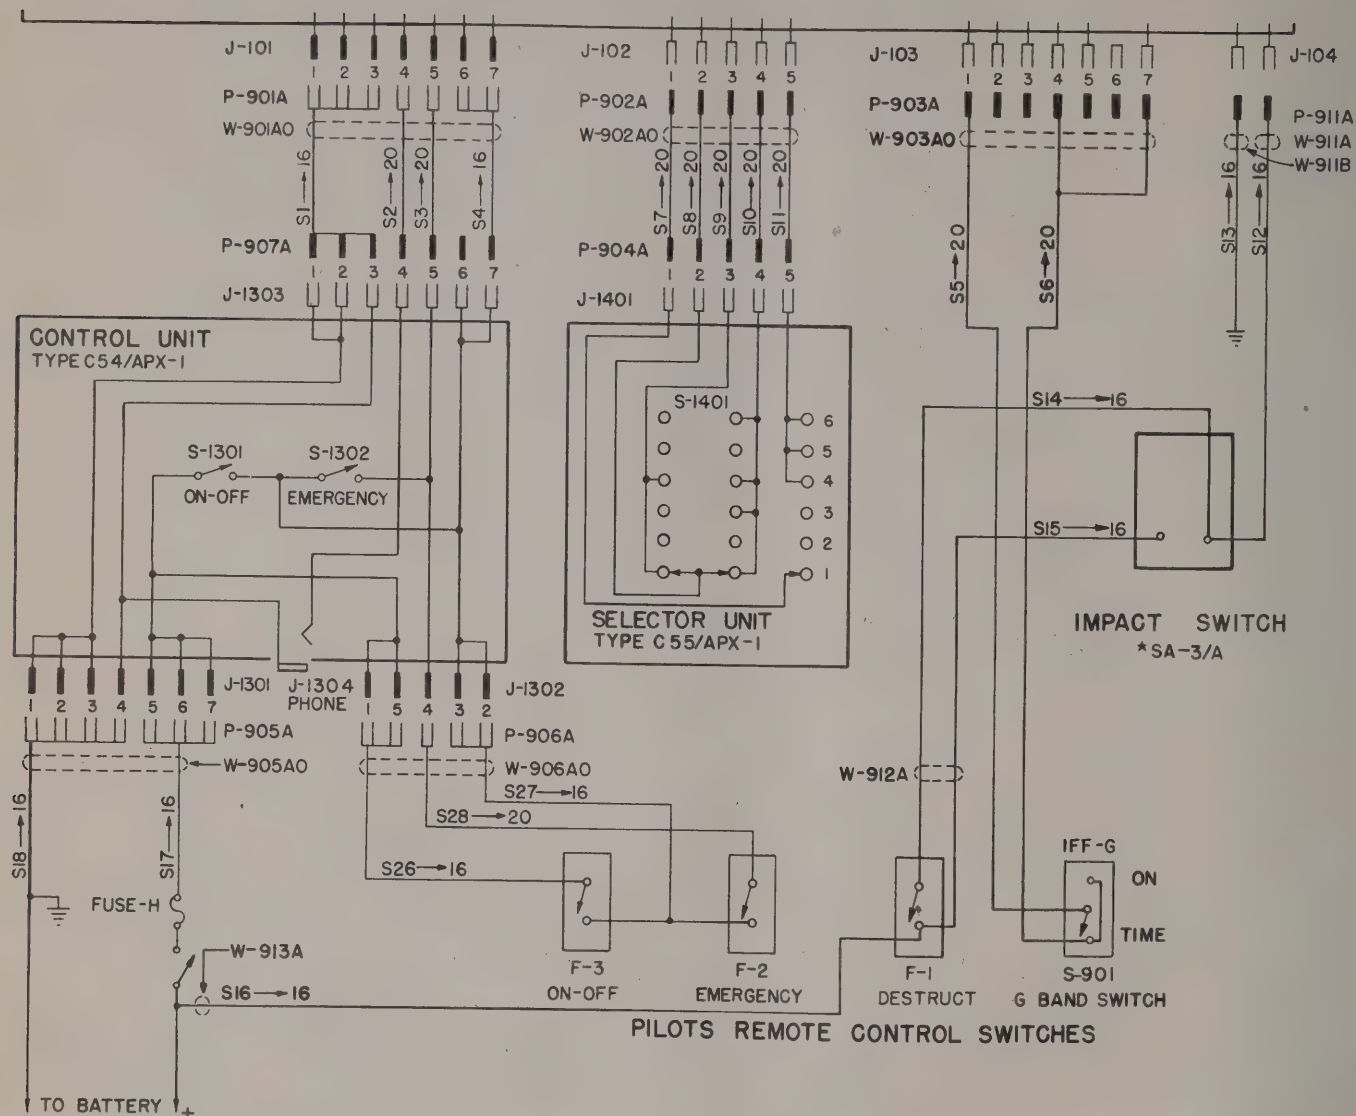 J-101
1 2 3 4 5 6 7
P-901A
W-901AO
S1→16
S2→20
S3→20
S4→16
P-907A
1 2 3 4 5 6 7
J-1303
J-102
1 2 3 4 5
P-902A
W-902AO
S7→20
S8→20
S9→20
S10→20
S11→20
P-904A
1 2 3 4 5
J-1401
J-103
1 2 3 4 5 6 7
P-903A
W-903AO
S5→20
S6→20
J-104
P-911A
W-911A
W-911B
S13→16
S12→16
CONTROL UNIT
TYPE C54/APX-1
S-1301
ON-OFF
S-1302
EMERGENCY
S-1401
6
5
4
3
2
1
SELECTOR UNIT
TYPE C55/APX-1
S14→16
S15→16
IMPACT SWITCH
*SA-3/A
J-1301
1 2 3 4 5 6 7
P-905A
W-905AO
J-1304
PHONE
J-1302
1 5 4 3 2
P-906A
W-906AO
S27→16
S28→20
S26→16
S18→16
S17→16
FUSE-H
W-913A
S16→16
W-912A
IFF-G
ON
TIME
F-3
ON-OFF
F-2
EMERGENCY
F-1
DESTRUCT
S-901
G BAND SWITCH
PILOTS REMOTE CONTROL SWITCHES
TO BATTERY +